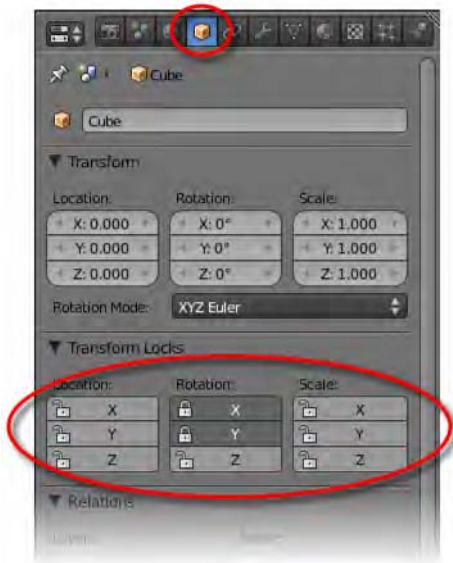 Cube
Cube
Transform
Location: Rotation: Scale:
X: 0.000 X: 0° X: 1.000
Y: 0.000 Y: 0° Y: 1.000
Z: 0.000 Z: 0° Z: 1.000
Rotation Mode: XYZ Euler
Transform Locks
Location: Rotation: Scale:
X X X
Y Y Y
Z Z Z
Relations